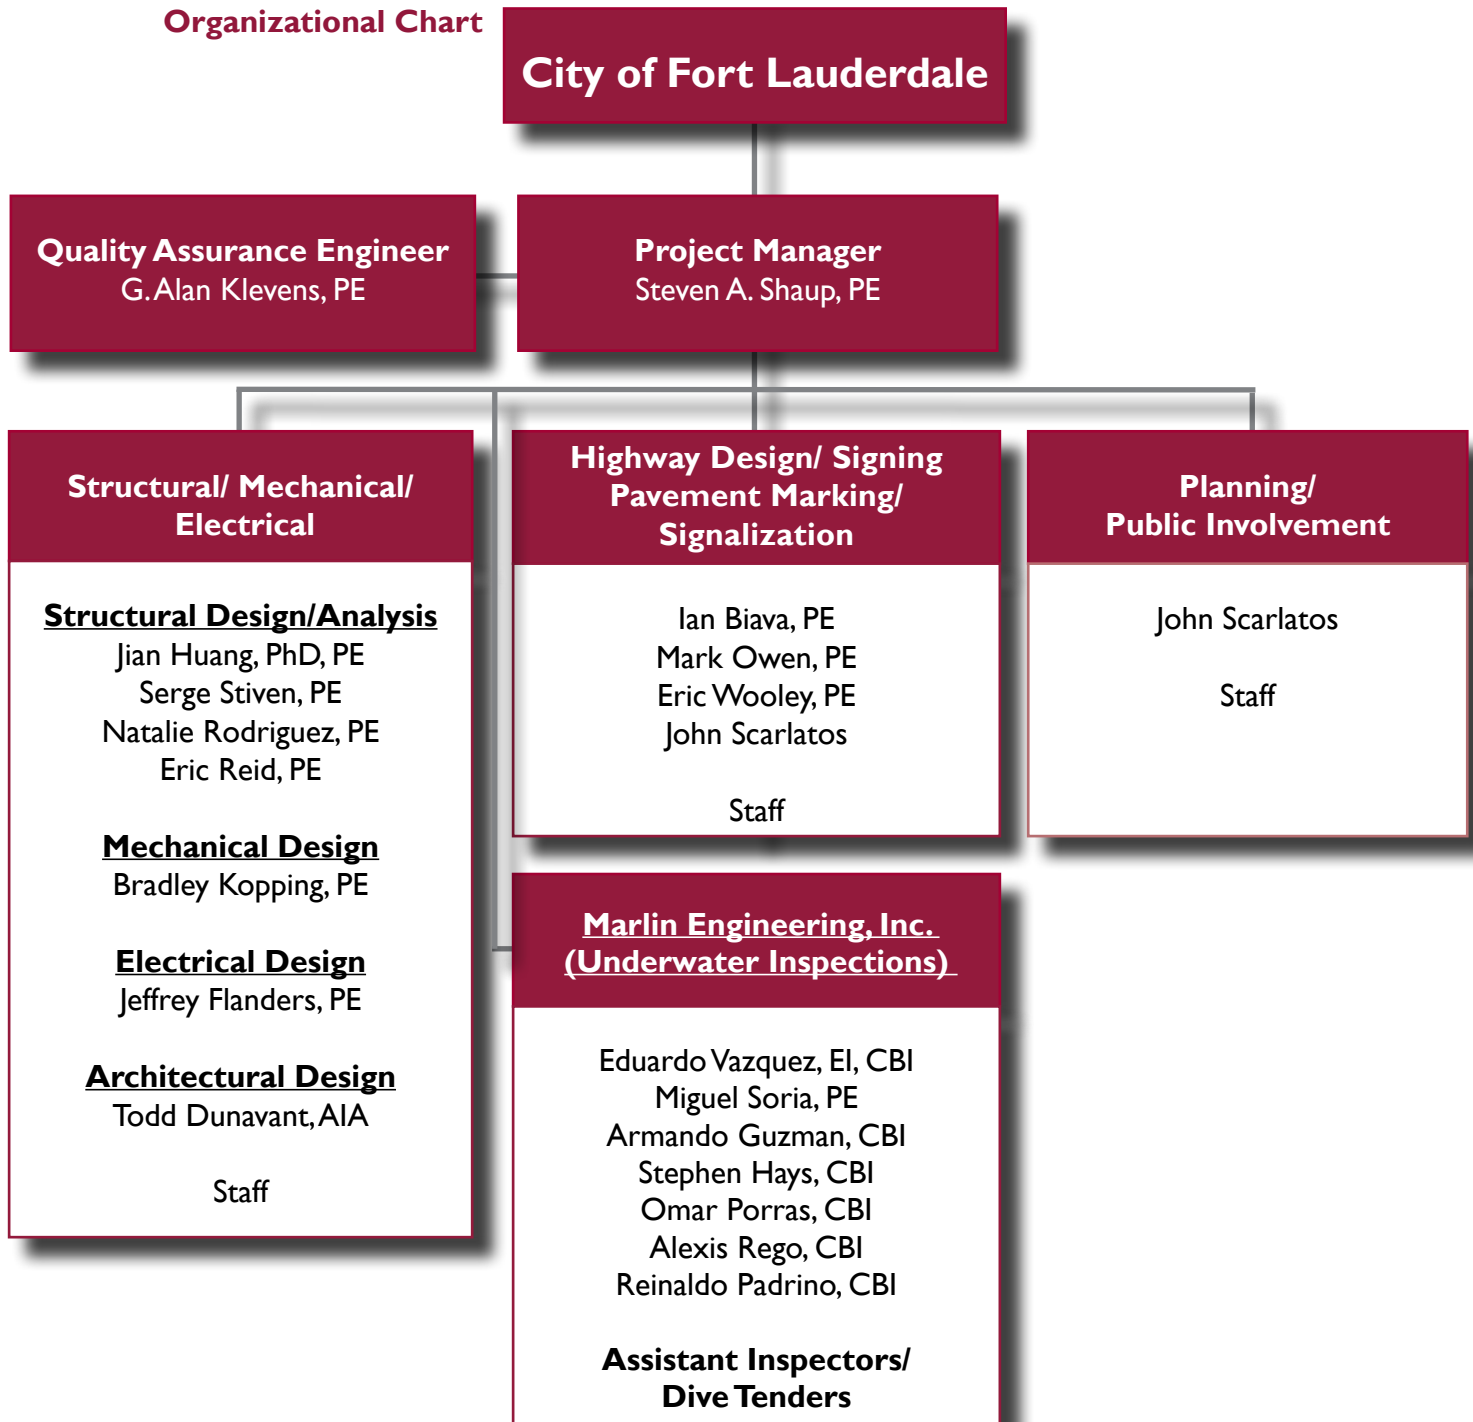 Organizational Chart
City of Fort Lauderdale
Quality Assurance Engineer
G. Alan Klevens, PE
Project Manager
Steven A. Shaup, PE
Structural/ Mechanical/
Electrical
Structural Design/Analysis
Jian Huang, PhD, PE
Serge Stiven, PE
Natalie Rodriguez, PE
Eric Reid, PE
Mechanical Design
Bradley Kopping, PE
Electrical Design
Jeffrey Flanders, PE
Architectural Design
Todd Dunavant, AIA
Staff
Highway Design/ Signing
Pavement Marking/
Signalization
Ian Biava, PE
Mark Owen, PE
Eric Wooley, PE
John Scarlatos
Staff
Planning/
Public Involvement
John Scarlatos
Staff
Marlin Engineering, Inc.
(Underwater Inspections)
Eduardo Vazquez, EI, CBI
Miguel Soria, PE
Armando Guzman, CBI
Stephen Hays, CBI
Omar Porras, CBI
Alexis Rego, CBI
Reinaldo Padrino, CBI
Assistant Inspectors/
Dive Tenders